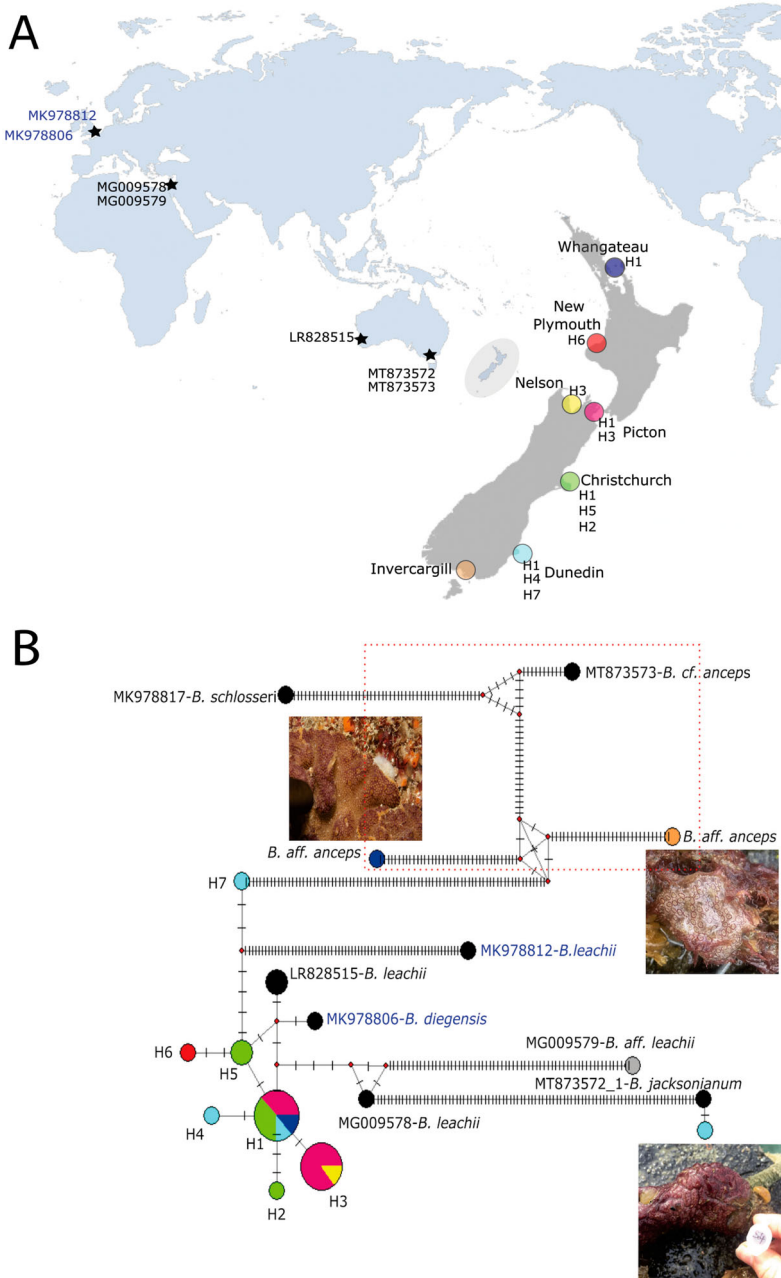 A
MK978812
MK978806
MG009578
MG009579
LR828515
MT873572
MT873573
Whangateau
H1
New
Plymouth
H6
Nelson
H3
H1
H3
Picton
Christchurch
H1
H5
H2
Invercargill
H1
H4
H7
Dunedin
B
MK978817-B. schlosseri
MT873573-B. cf. anceps
B. aff. anceps
B. aff. anceps
H7
MK978812-B.leachii
LR828515-B. leachii
MK978806-B. diegensis
H6
H5
MG009579-B. aff. leachii
MT873572_1-B. jacksonianum
MG009578-B. leachii
H4
H1
H3
H2